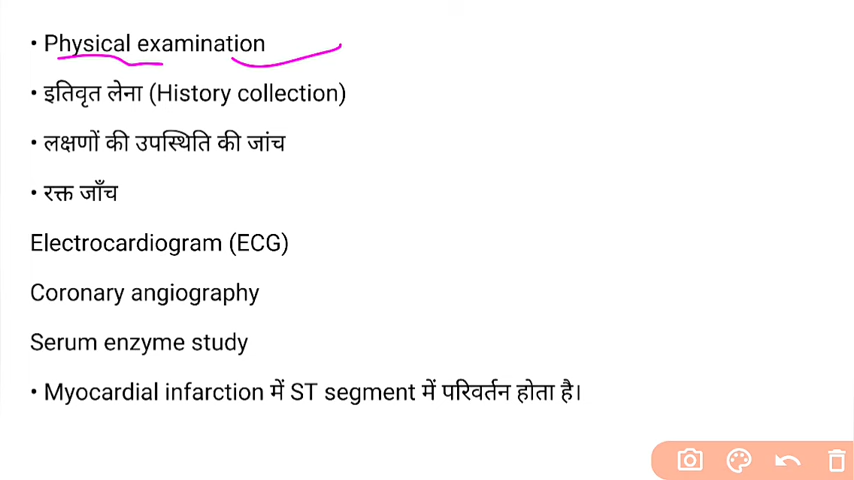 • Physical examination
• इतिवृत लेना (History collection)
• लक्षणों की उपस्थिति की जांच
• रक्त जाँच
Electrocardiogram (ECG)
Coronary angiography
Serum enzyme study
• Myocardial infarction में ST segment में परिवर्तन होता है।